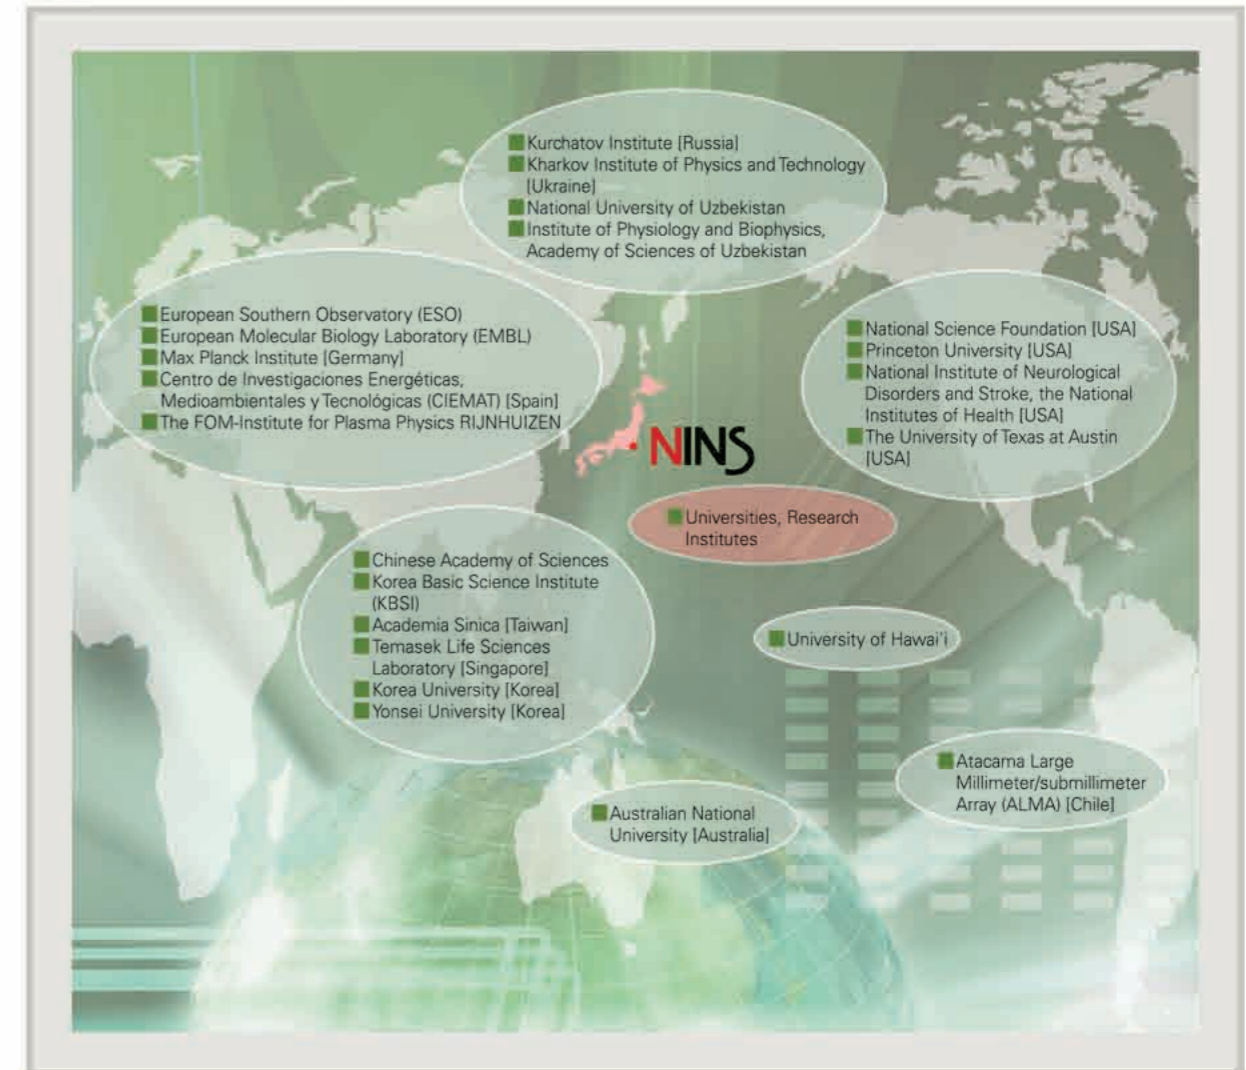 Kurchatov Institute [Russia]
Kharkov Institute of Physics and Technology
[Ukraine]
National University of Uzbekistan
Institute of Physiology and Biophysics,
Academy of Sciences of Uzbekistan
European Southern Observatory (ESO)
European Molecular Biology Laboratory (EMBL)
Max Planck Institute [Germany]
Centro de Investigaciones Energéticas,
Medioambientales y Tecnológicas (CIEMAT) [Spain]
The FOM-Institute for Plasma Physics RIJNHUIZEN
National Science Foundation [USA]
Princeton University [USA]
National Institute of Neurological
Disorders and Stroke, the National
Institutes of Health [USA]
The University of Texas at Austin
[USA]
NINS
Universities, Research
Institutes
Chinese Academy of Sciences
Korea Basic Science Institute
(KBSI)
Academia Sinica [Taiwan]
Temasek Life Sciences
Laboratory [Singapore]
Korea University [Korea]
Yonsei University [Korea]
University of Hawai'i
Atacama Large
Millimeter/submillimeter
Array (ALMA) [Chile]
Australian National
University [Australia]